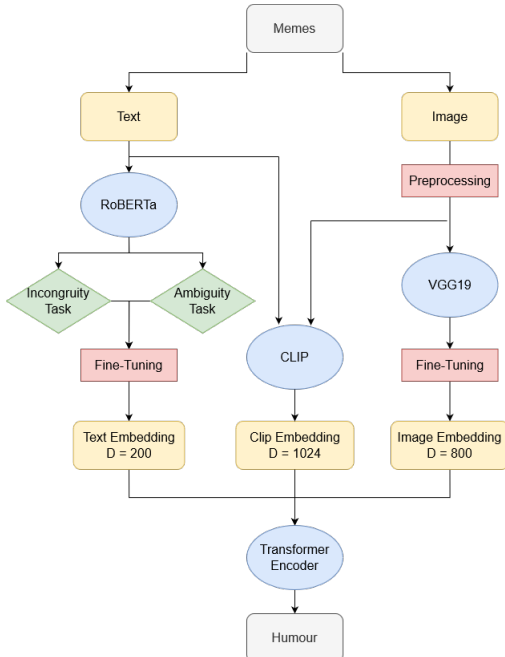 Memes
Text
Image
Preprocessing
RoBERTa
Incongruity
Task
Ambiguity
Task
VGG19
CLIP
Fine-Tuning
Fine-Tuning
Text Embedding
D = 200
Clip Embedding
D = 1024
Image Embedding
D = 800
Transformer
Encoder
Humour